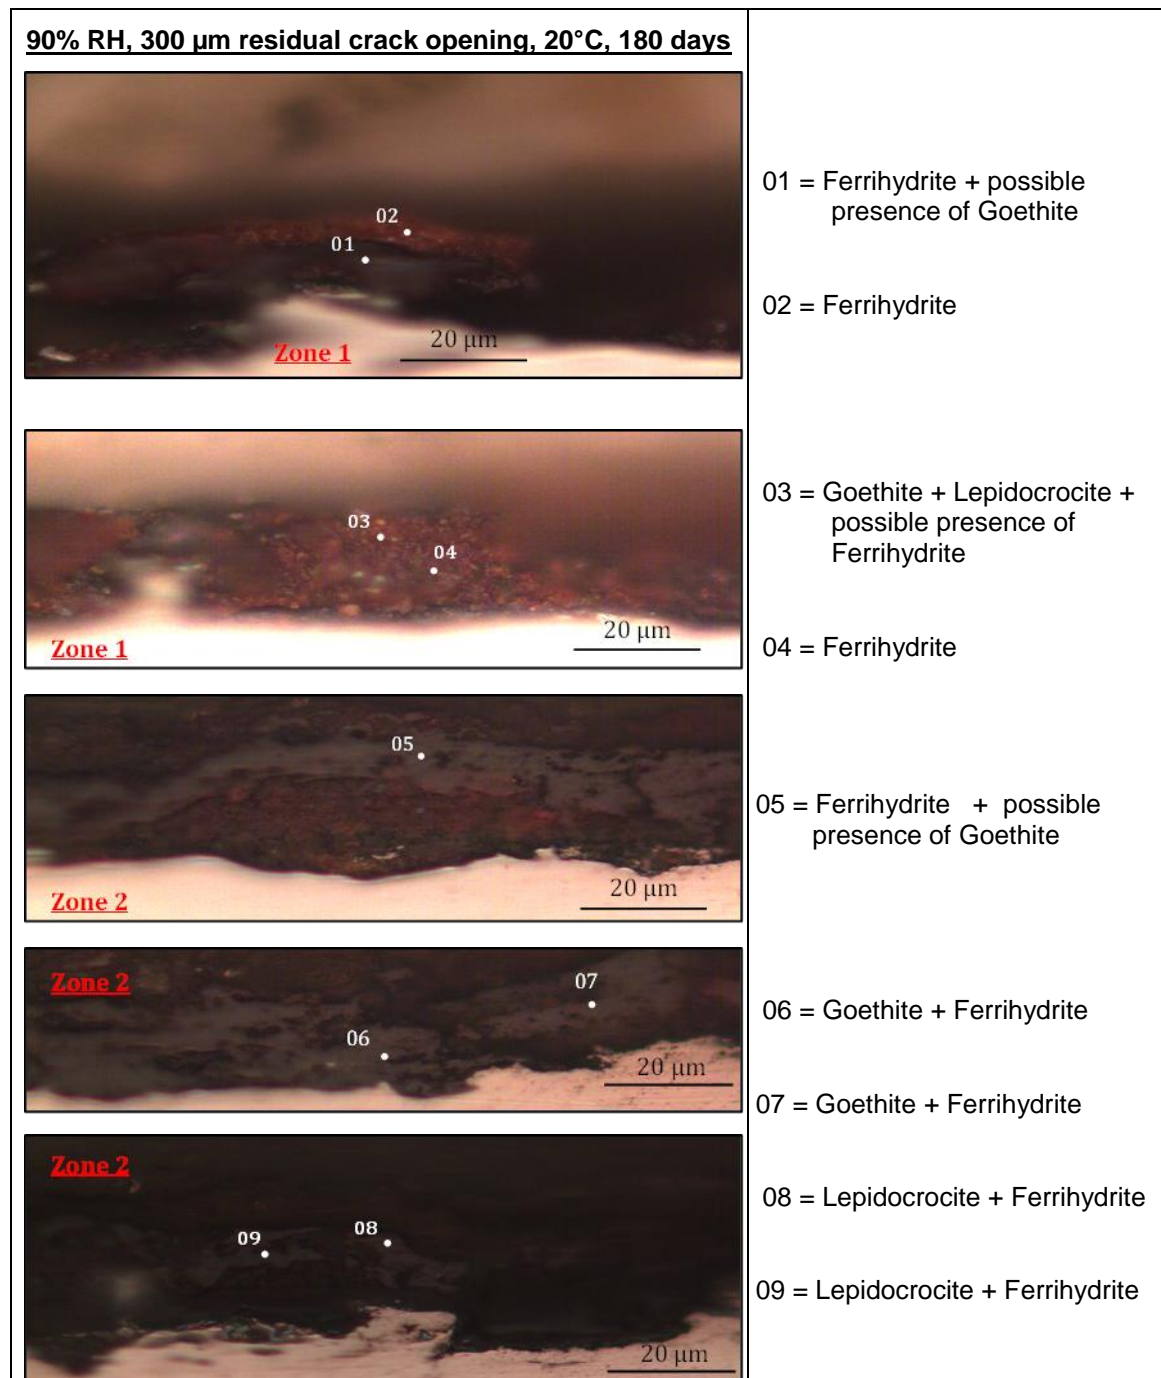 90% RH, 300 µm residual crack opening, 20°C, 180 days
02
01
Zone 1
20 µm
01 = Ferrihydrite + possible
presence of Goethite
02 = Ferrihydrite
03
04
Zone 1
20 µm
03 = Goethite + Lepidocrocite +
possible presence of
Ferrihydrite
04 = Ferrihydrite
05
Zone 2
20 µm
05 = Ferrihydrite + possible
presence of Goethite
Zone 2
07
06
20 µm
06 = Goethite + Ferrihydrite
07 = Goethite + Ferrihydrite
Zone 2
09
08
20 µm
08 = Lepidocrocite + Ferrihydrite
09 = Lepidocrocite + Ferrihydrite